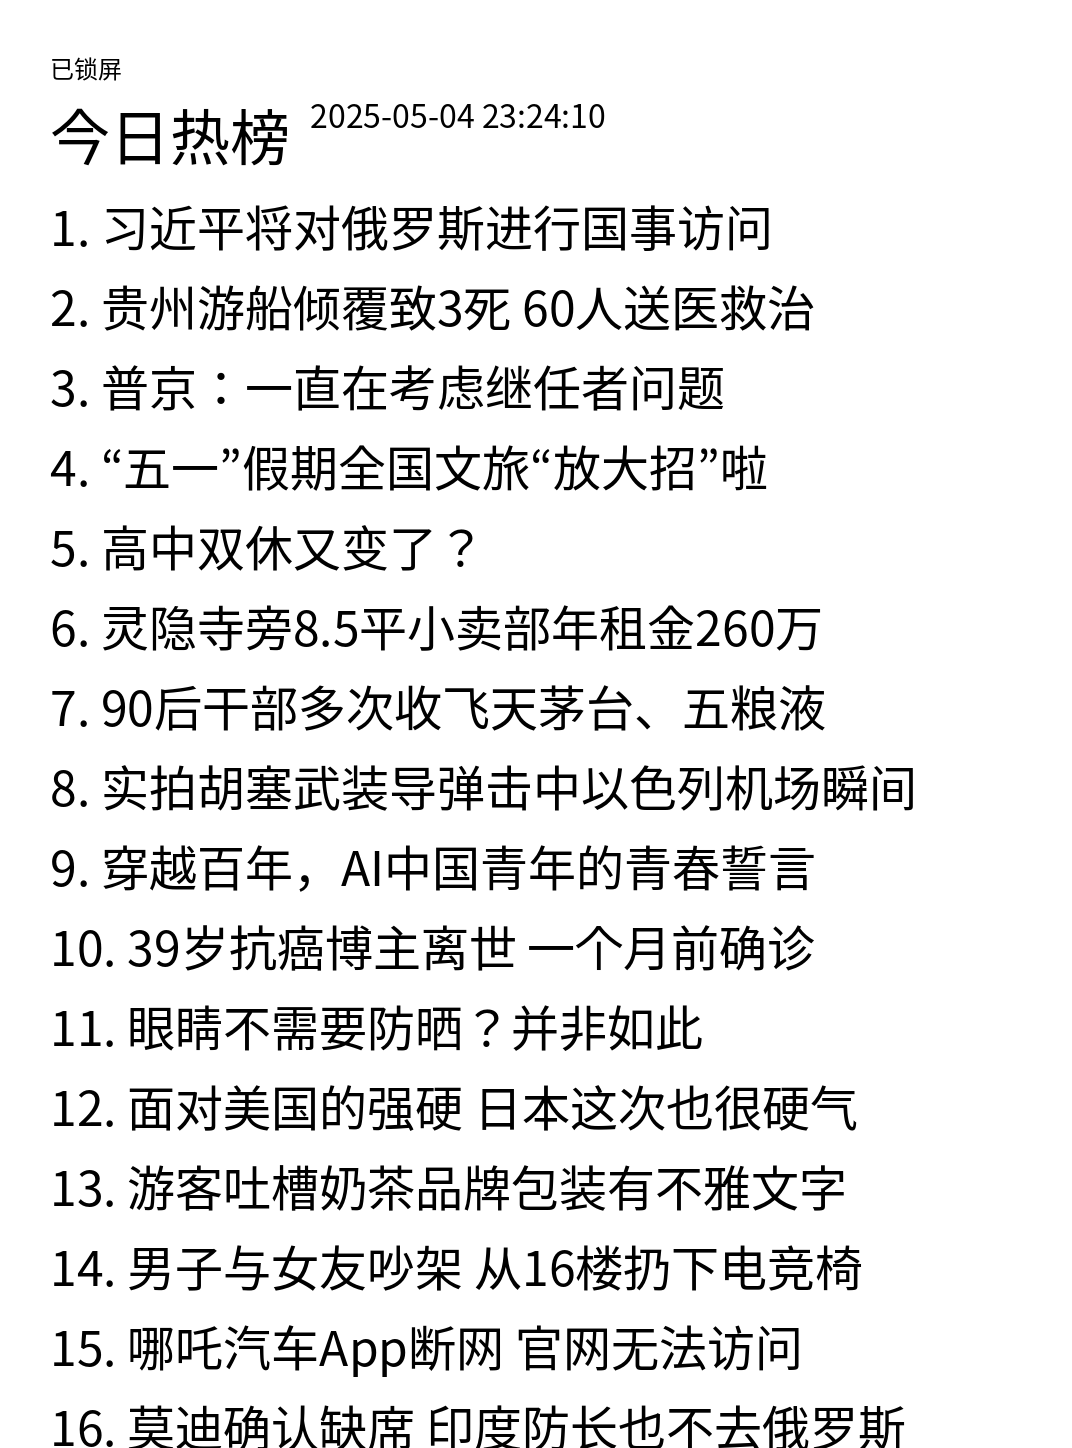 已锁屏
今日热榜 2025-05-04 23:24:10
1. 习近平将对俄罗斯进行国事访问
2. 贵州游船倾覆致3死 60人送医救治
3. 普京：一直在考虑继任者问题
4. “五一”假期全国文旅“放大招”啦
5. 高中双休又变了？
6. 灵隐寺旁8.5平小卖部年租金260万
7. 90后干部多次收飞天茅台、五粮液
8. 实拍胡塞武装导弹击中以色列机场瞬间
9. 穿越百年，AI中国青年的青春誓言
10. 39岁抗癌博主离世 一个月前确诊
11. 眼睛不需要防晒？并非如此
12. 面对美国的强硬 日本这次也很硬气
13. 游客吐槽奶茶品牌包装有不雅文字
14. 男子与女友吵架 从16楼扔下电竞椅
15. 哪吒汽车App断网 官网无法访问
16. 莫迪确认缺席 印度防长也不去俄罗斯